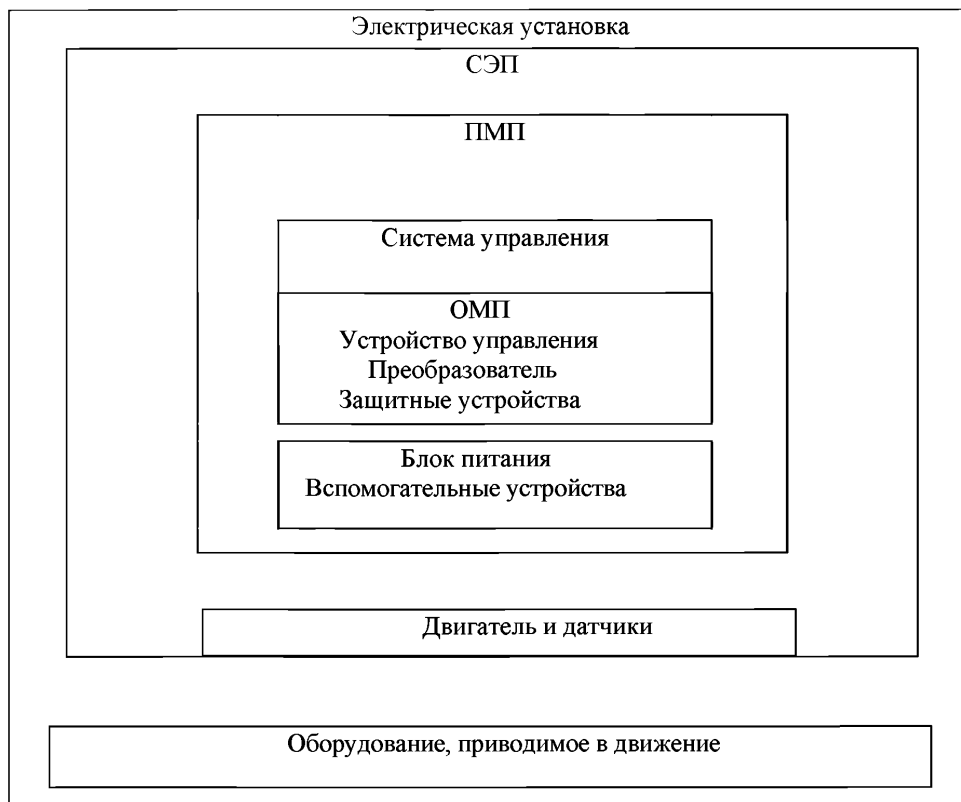 Электрическая установка
СЭП
ПМП
Система управления
ОМП
Устройство управления
Преобразователь
Защитные устройства
Блок питания
Вспомогательные устройства
Двигатель и датчики
Оборудование, приводимое в движение